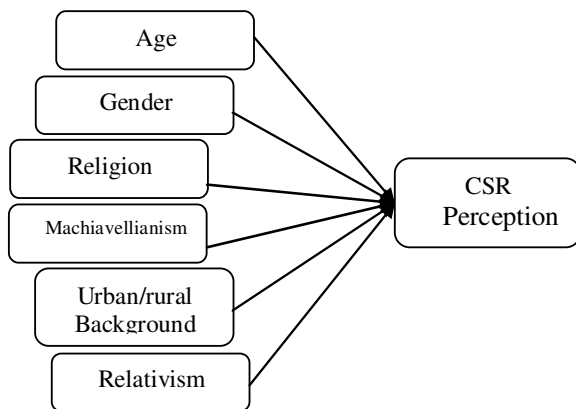 Age
Gender
Religion
Machiavellianism
Urban/rural
Background
Relativism
CSR
Perception